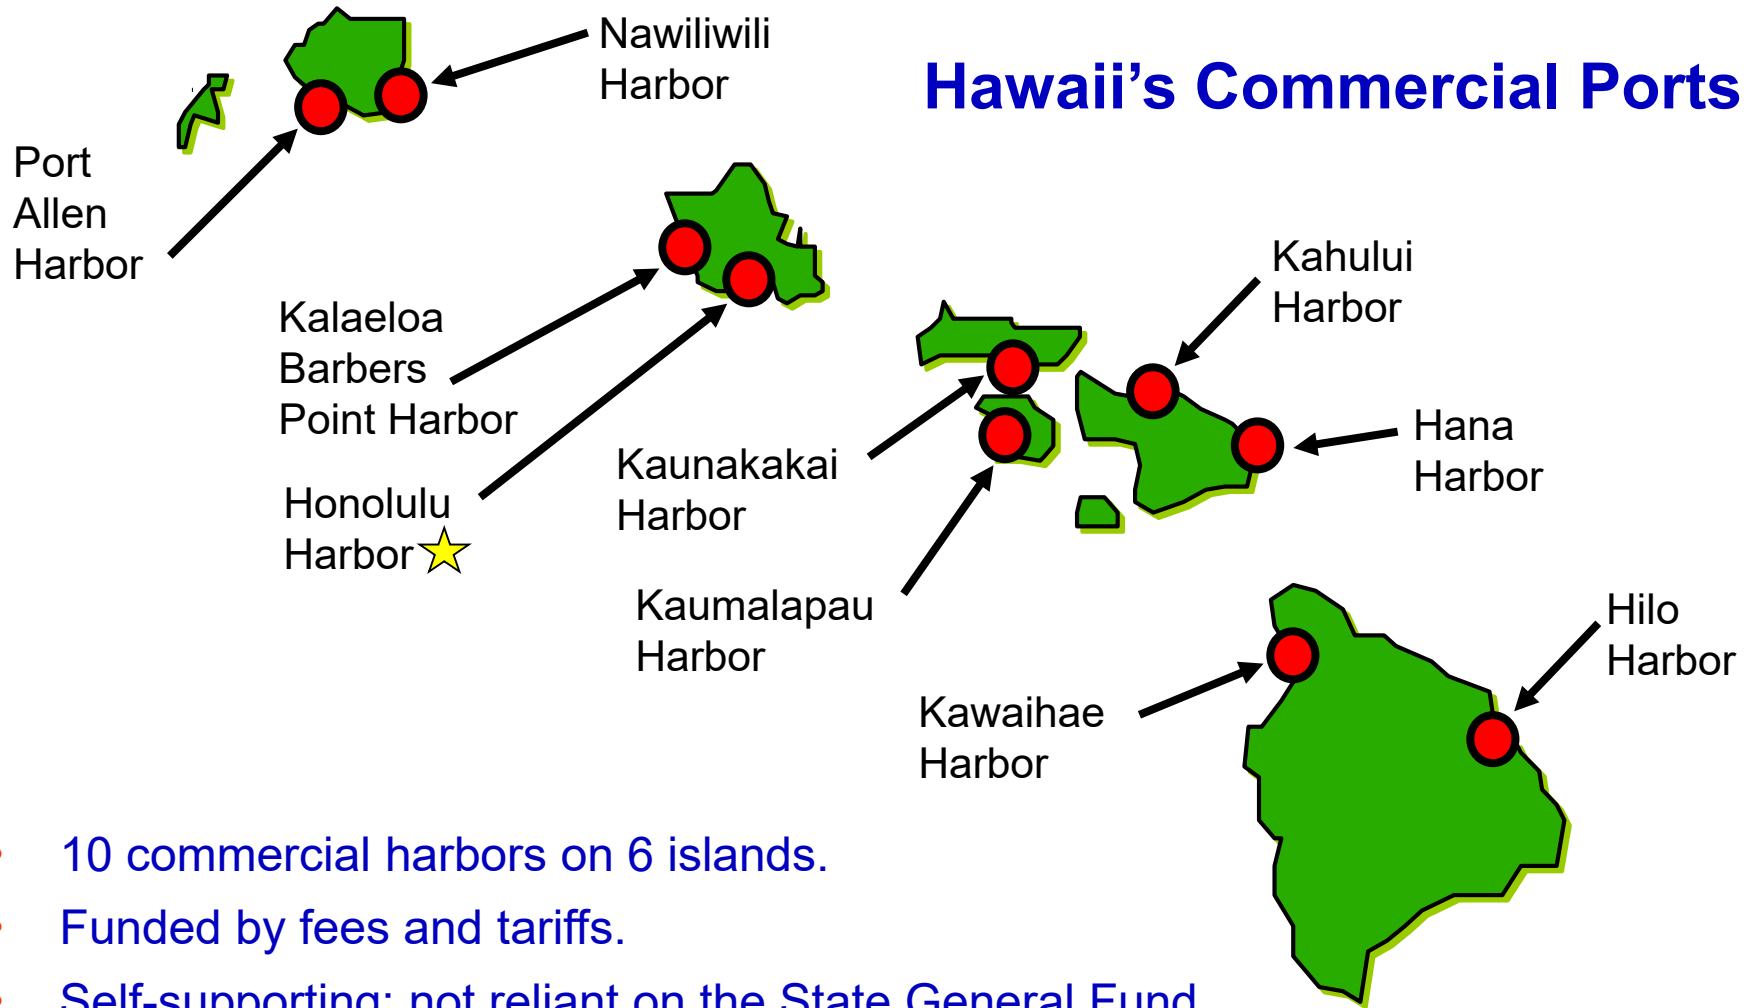 Hawaii’s Commercial Ports
Nawiliwili
Harbor
Port
Allen
Harbor
Kalaeloa
Barbers
Point Harbor
Honolulu
Harbor
Kaunakakai
Harbor
Kaumalapau
Harbor
Kahului
Harbor
Hana
Harbor
Kawaihae
Harbor
Hilo
Harbor
• 10 commercial harbors on 6 islands.
• Funded by fees and tariffs.
• Self-supporting; not reliant on the State General Fund